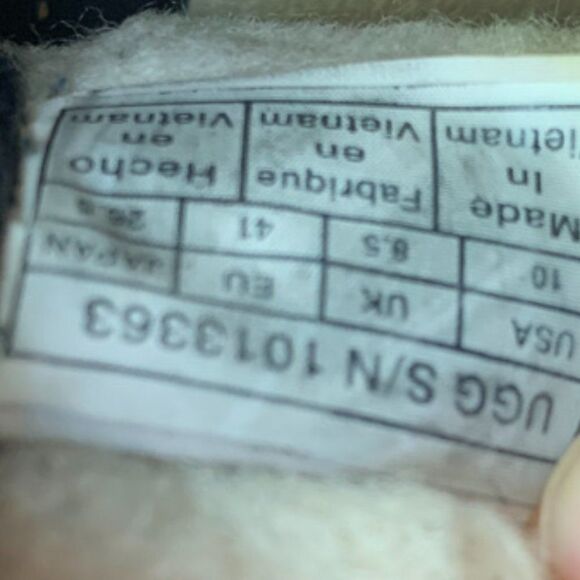 UGG S/N 1013363
USA UK EU JAPAN
10 8.5 41
Made Fabrique Hecho
In en en
Vietnam Vietnam Vietnam